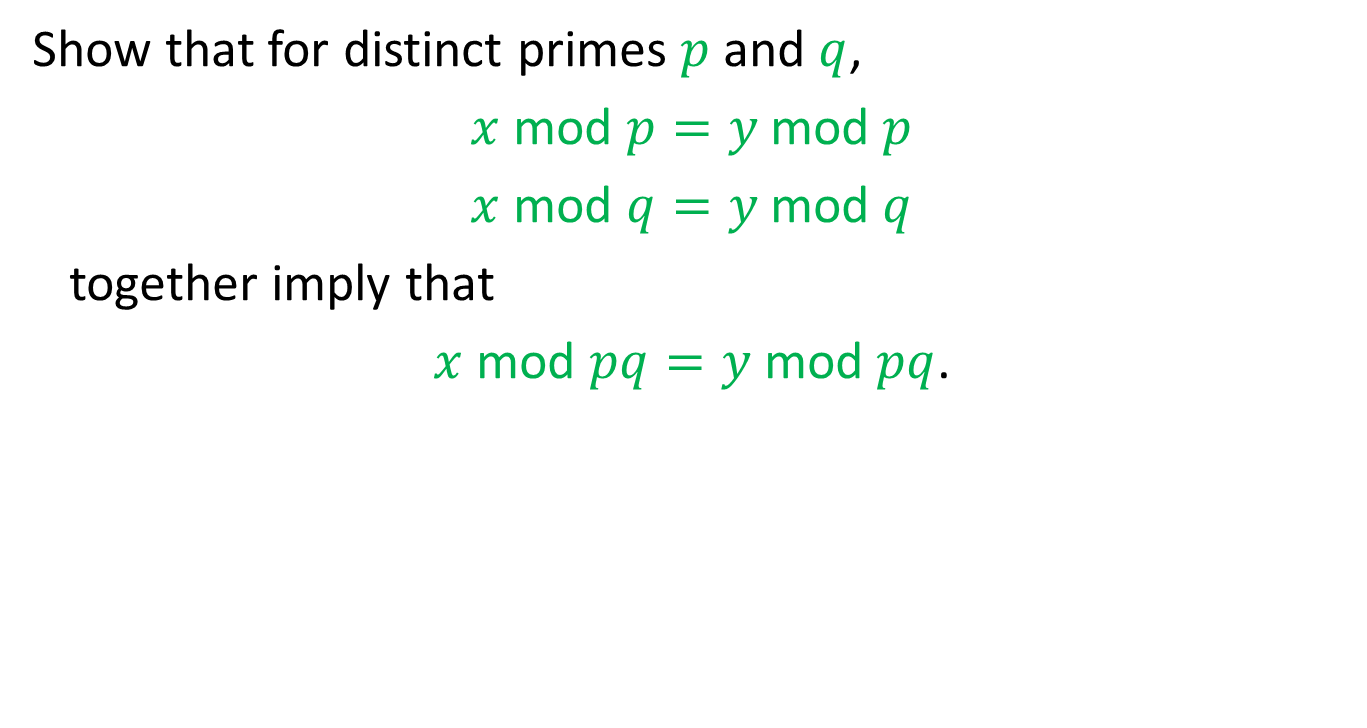 Show that for distinct primes p and q,
x mod p = y mod p
x mod q = y mod q
together imply that
x mod pq = y mod pq.